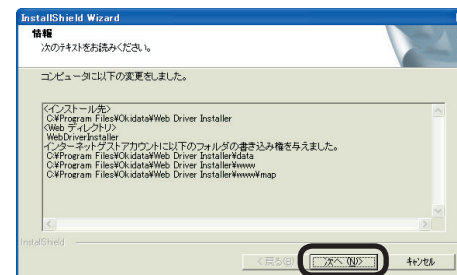 InstallShield Wizard
情報
次のテキストをお読みください。
コンピュータに以下の変更をしました。
<インストール先>
C:¥Program Files¥Okidata¥Web Driver Installer
<Web ディレクトリ>
WebDriverInstaller
インターネットゲストアカウントに以下のフォルダの書き込み権を与えました。
C:¥Program Files¥Okidata¥Web Driver Installer¥data
C:¥Program Files¥Okidata¥Web Driver Installer¥www
C:¥Program Files¥Okidata¥Web Driver Installer¥www¥map
InstallShield
< 戻る(B) 次へ(N) > キャンセル